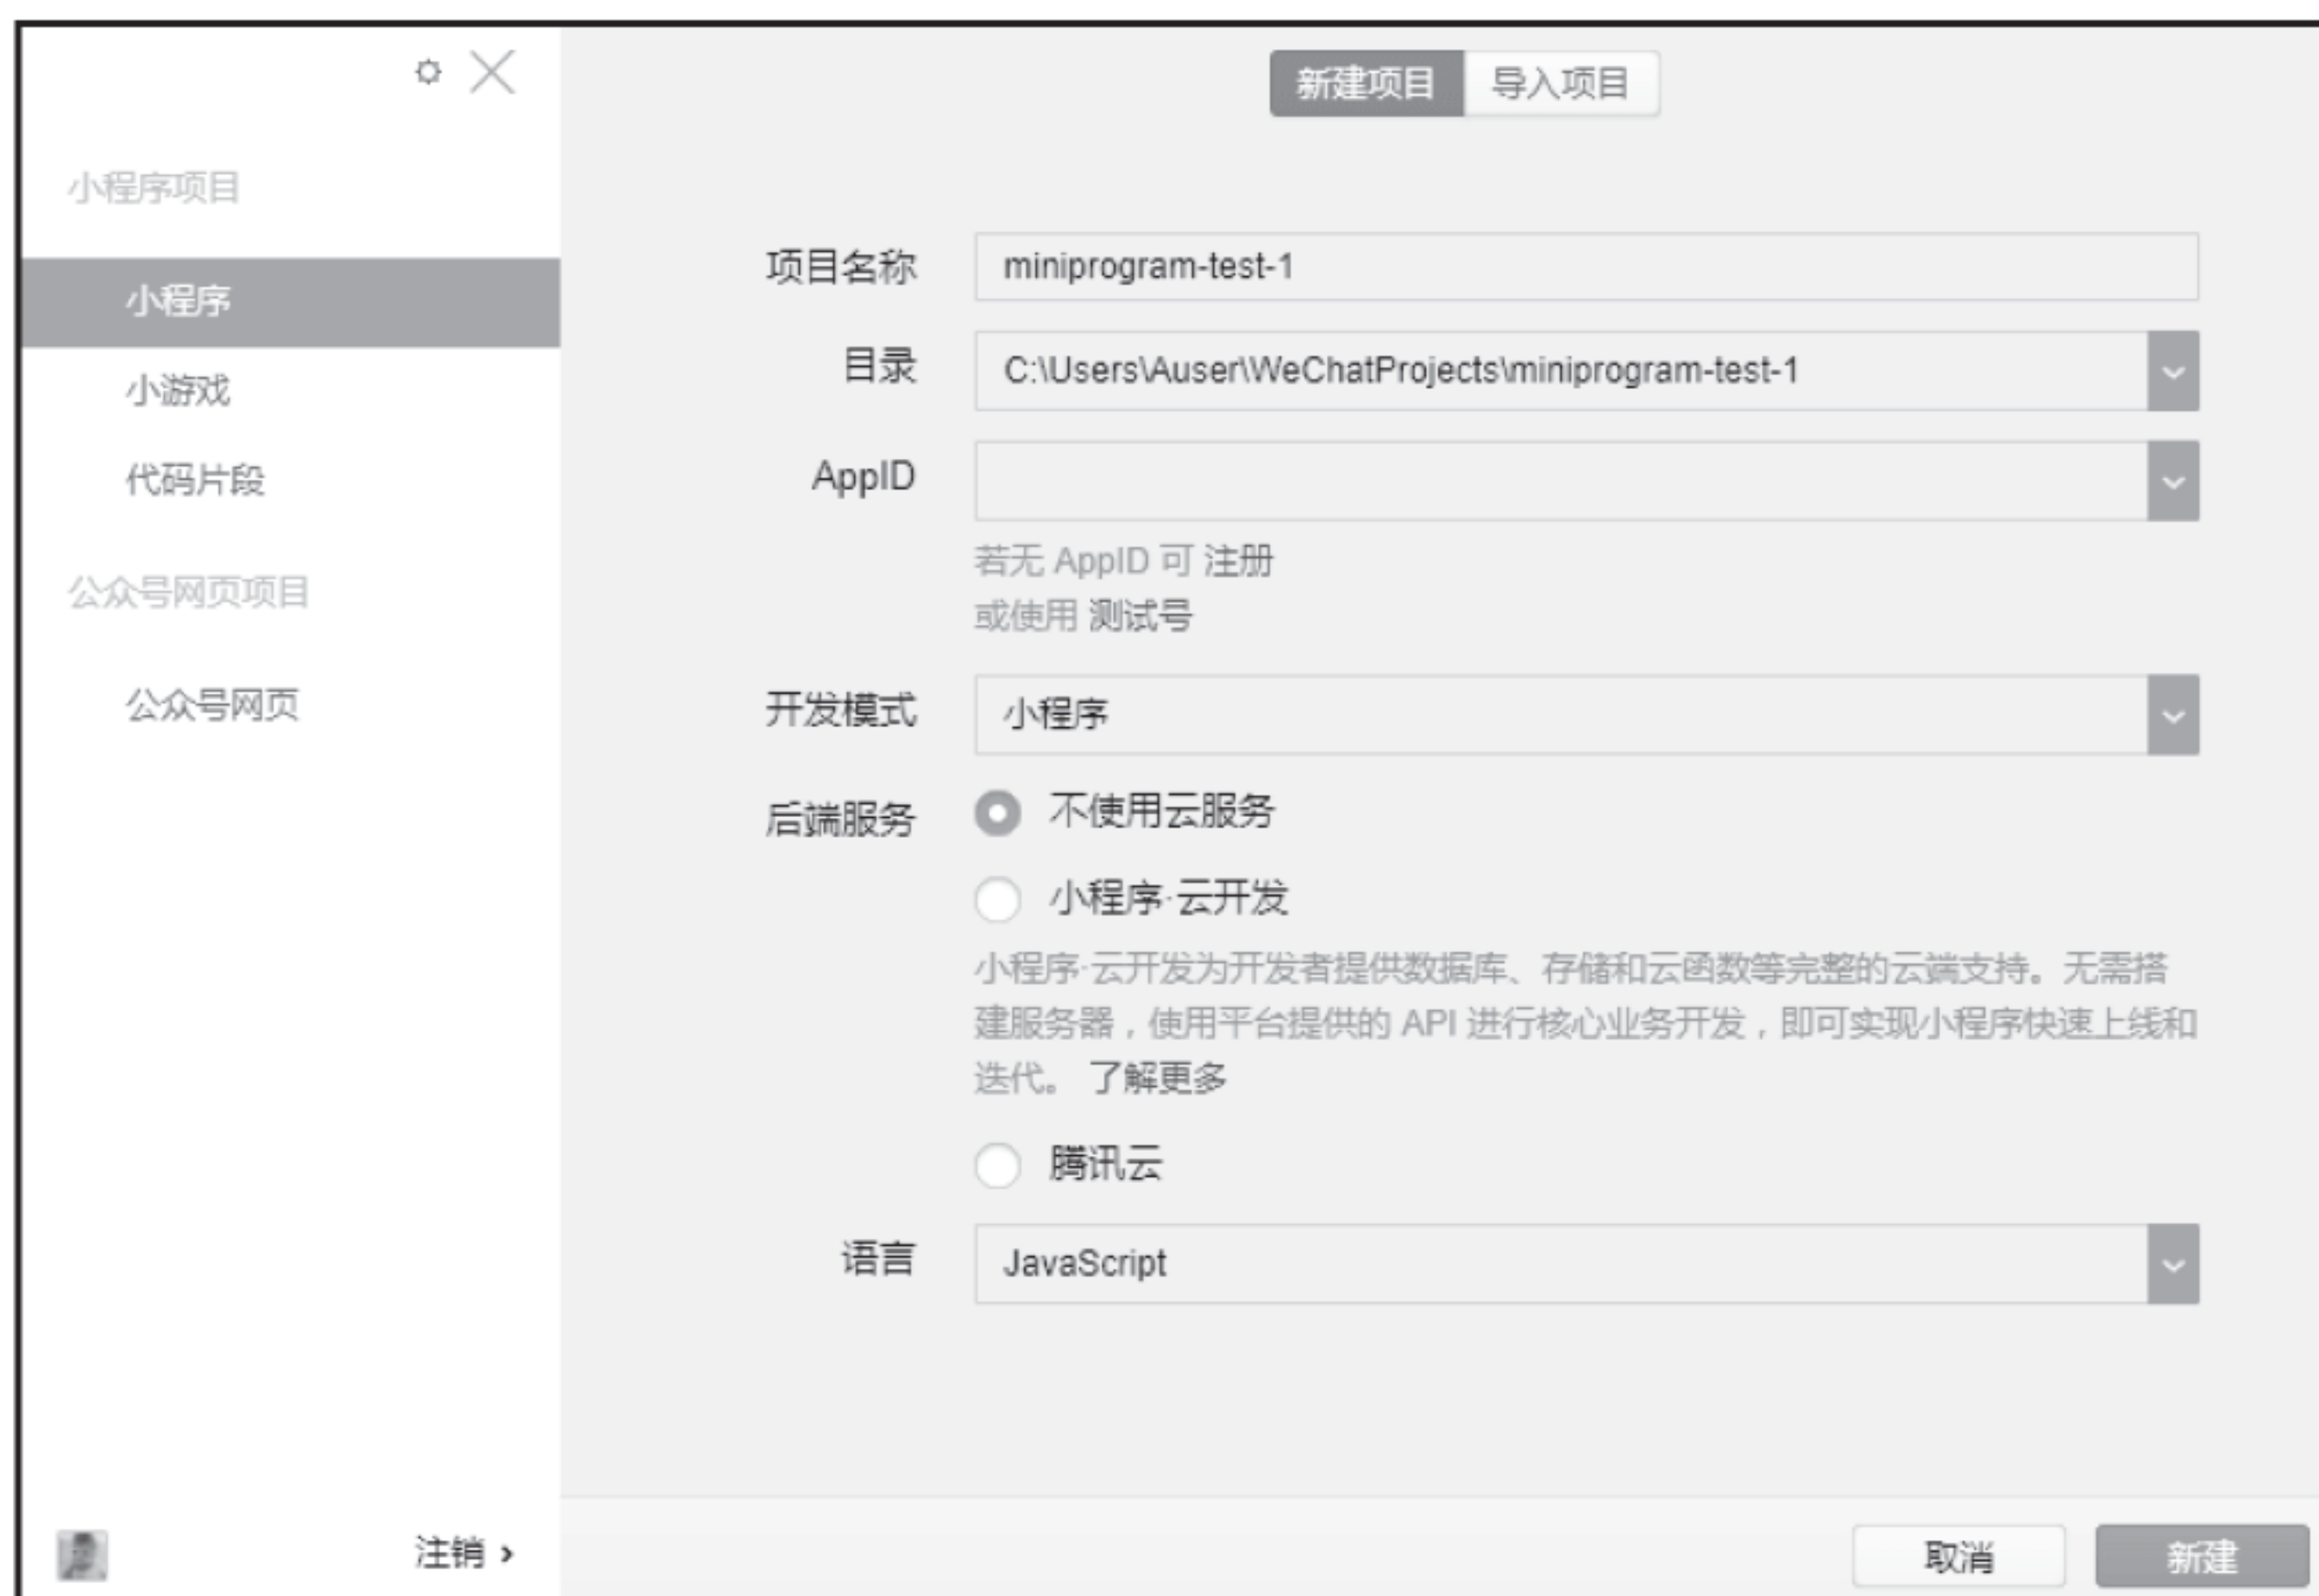 小程序项目
小程序
小游戏
代码片段
公众号网页项目
公众号网页
注销
新建项目 导入项目
项目名称 miniprogram-test-1
目录 C:\Users\Auser\WeChatProjects\miniprogram-test-1
AppID
若无 AppID 可 注册
或使用 测试号
开发模式 小程序
后端服务 不使用云服务
小程序·云开发
小程序·云开发为开发者提供数据库、存储和云函数等完整的云端支持。无需搭
建服务器，使用平台提供的 API 进行核心业务开发，即可实现小程序快速上线和
迭代。 了解更多
腾讯云
语言 JavaScript
取消 新建